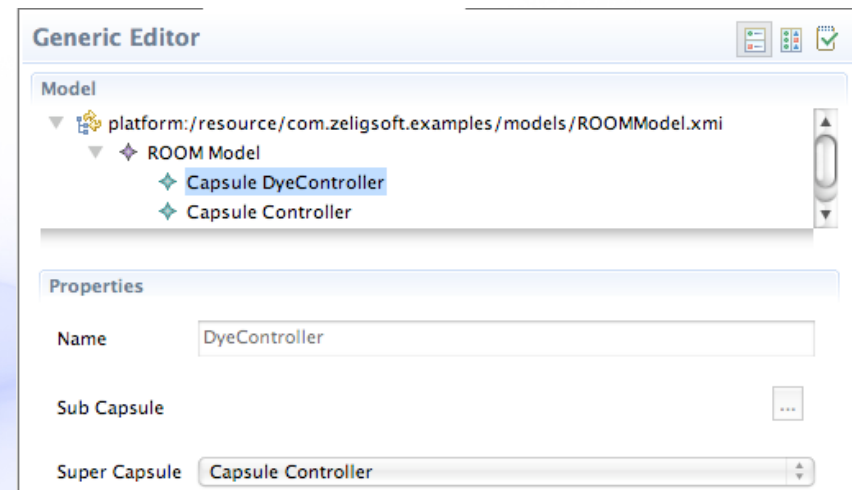 Generic Editor
Model
platform:/resource/com.zeligsoft.examples/models/ROOMModel.xmi
ROOM Model
Capsule DyeController
Capsule Controller
Properties
Name DyeController
Sub Capsule ...
Super Capsule Capsule Controller